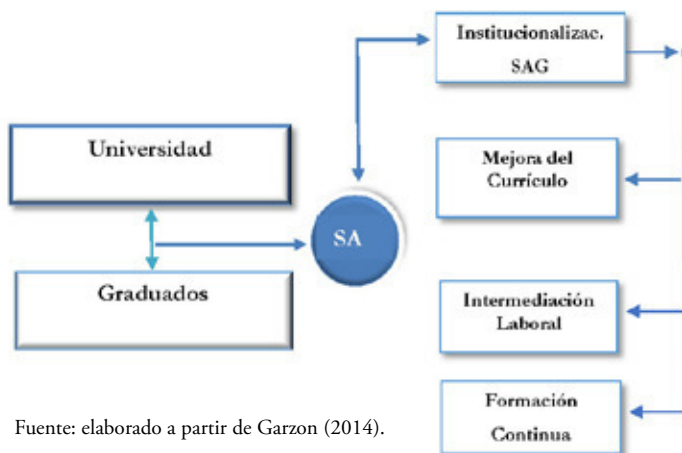 Institucionalizac.
SAG
Universidad
Mejora del
Currículo
SA
Graduados
Intermediación
Laboral
Formación
Continua
Fuente: elaborado a partir de Garzon (2014).